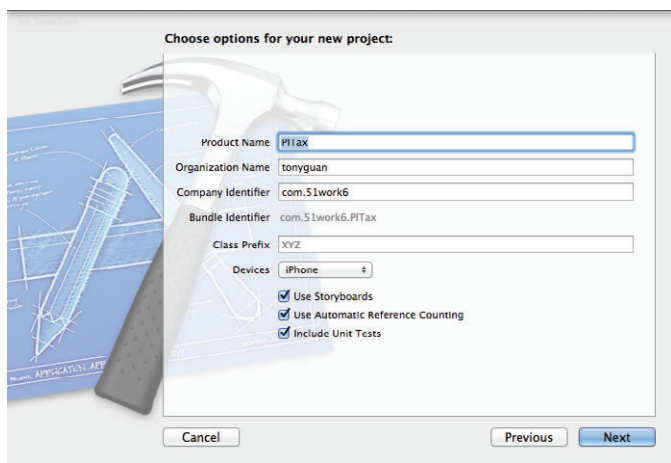 Choose options for your new project:
Product Name PITax
Organization Name tonyguan
Company Identifier com.51work6
Bundle Identifier com.51work6.PITax
Class Prefix XYZ
Devices iPhone
Use Storyboards
Use Automatic Reference Counting
Include Unit Tests
APPLICATION APP
Cancel Previous Next